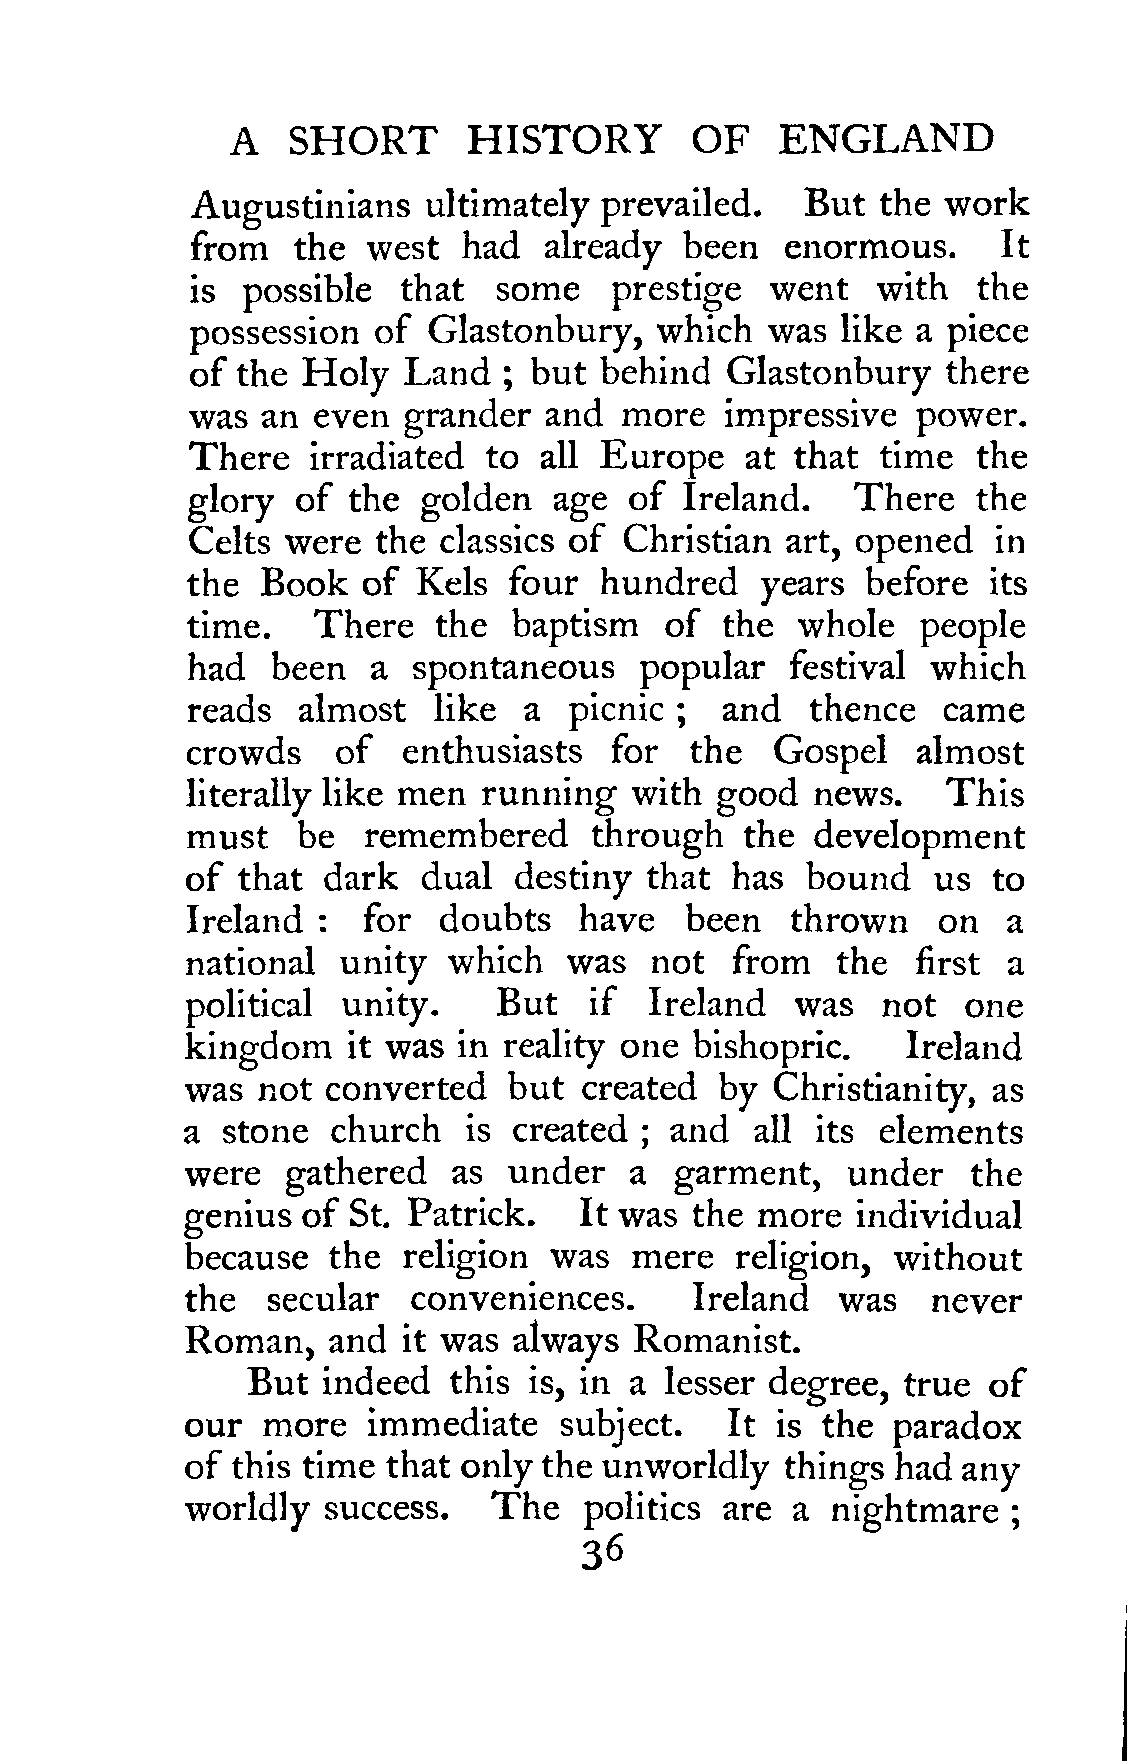 A SHORT HISTORY OF ENGLAND
Augustinians ultimately prevailed. But the work
from the west had already been enormous. It
is possible that some prestige went with the
possession of Glastonbury, which was like a piece
of the Holy Land ; but behind Glastonbury there
was an even grander and more impressive power.
There irradiated to all Europe at that time the
glory of the golden age of Ireland. There the
Celts were the classics of Christian art, opened in
the Book of Kels four hundred years before its
time. There the baptism of the whole people
had been a spontaneous popular festival which
reads almost like a picnic ; and thence came
crowds of enthusiasts for the Gospel almost
literally like men running with good news. This
must be remembered through the development
of that dark dual destiny that has bound us to
Ireland : for doubts have been thrown on a
national unity which was not from the first a
political unity. But if Ireland was not one
kingdom it was in reality one bishopric. Ireland
was not converted but created by Christianity, as
a stone church is created ; and all its elements
were gathered as under a garment, under the
genius of St. Patrick. It was the more individual
because the religion was mere religion, without
the secular conveniences. Ireland was never
Roman, and it was always Romanist.
But indeed this is, in a lesser degree, true of
our more immediate subject. It is the paradox
of this time that only the unworldly things had any
worldly success. The politics are a nightmare ;
36